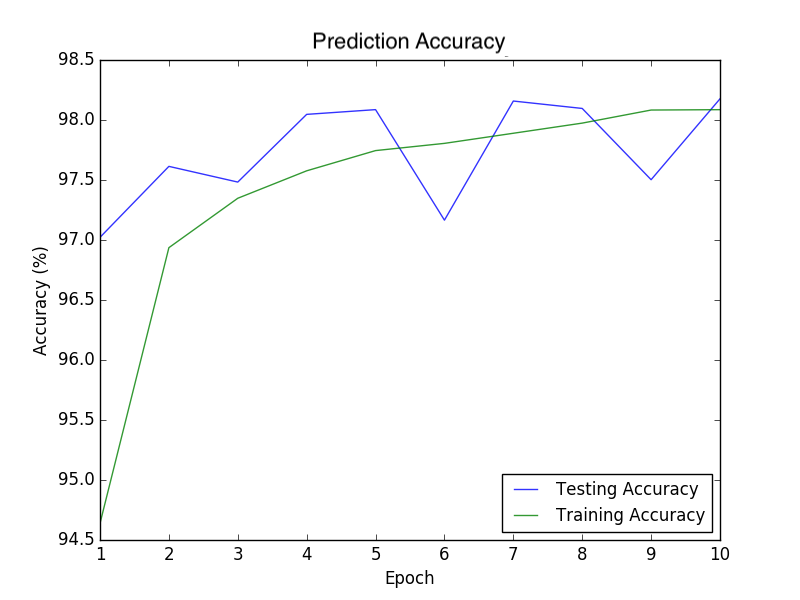 Prediction Accuracy
98.5
98.0
97.5
97.0
96.5
96.0
95.5
95.0
94.5
Accuracy (%)
Testing Accuracy
Training Accuracy
1 2 3 4 5 6 7 8 9 10
Epoch